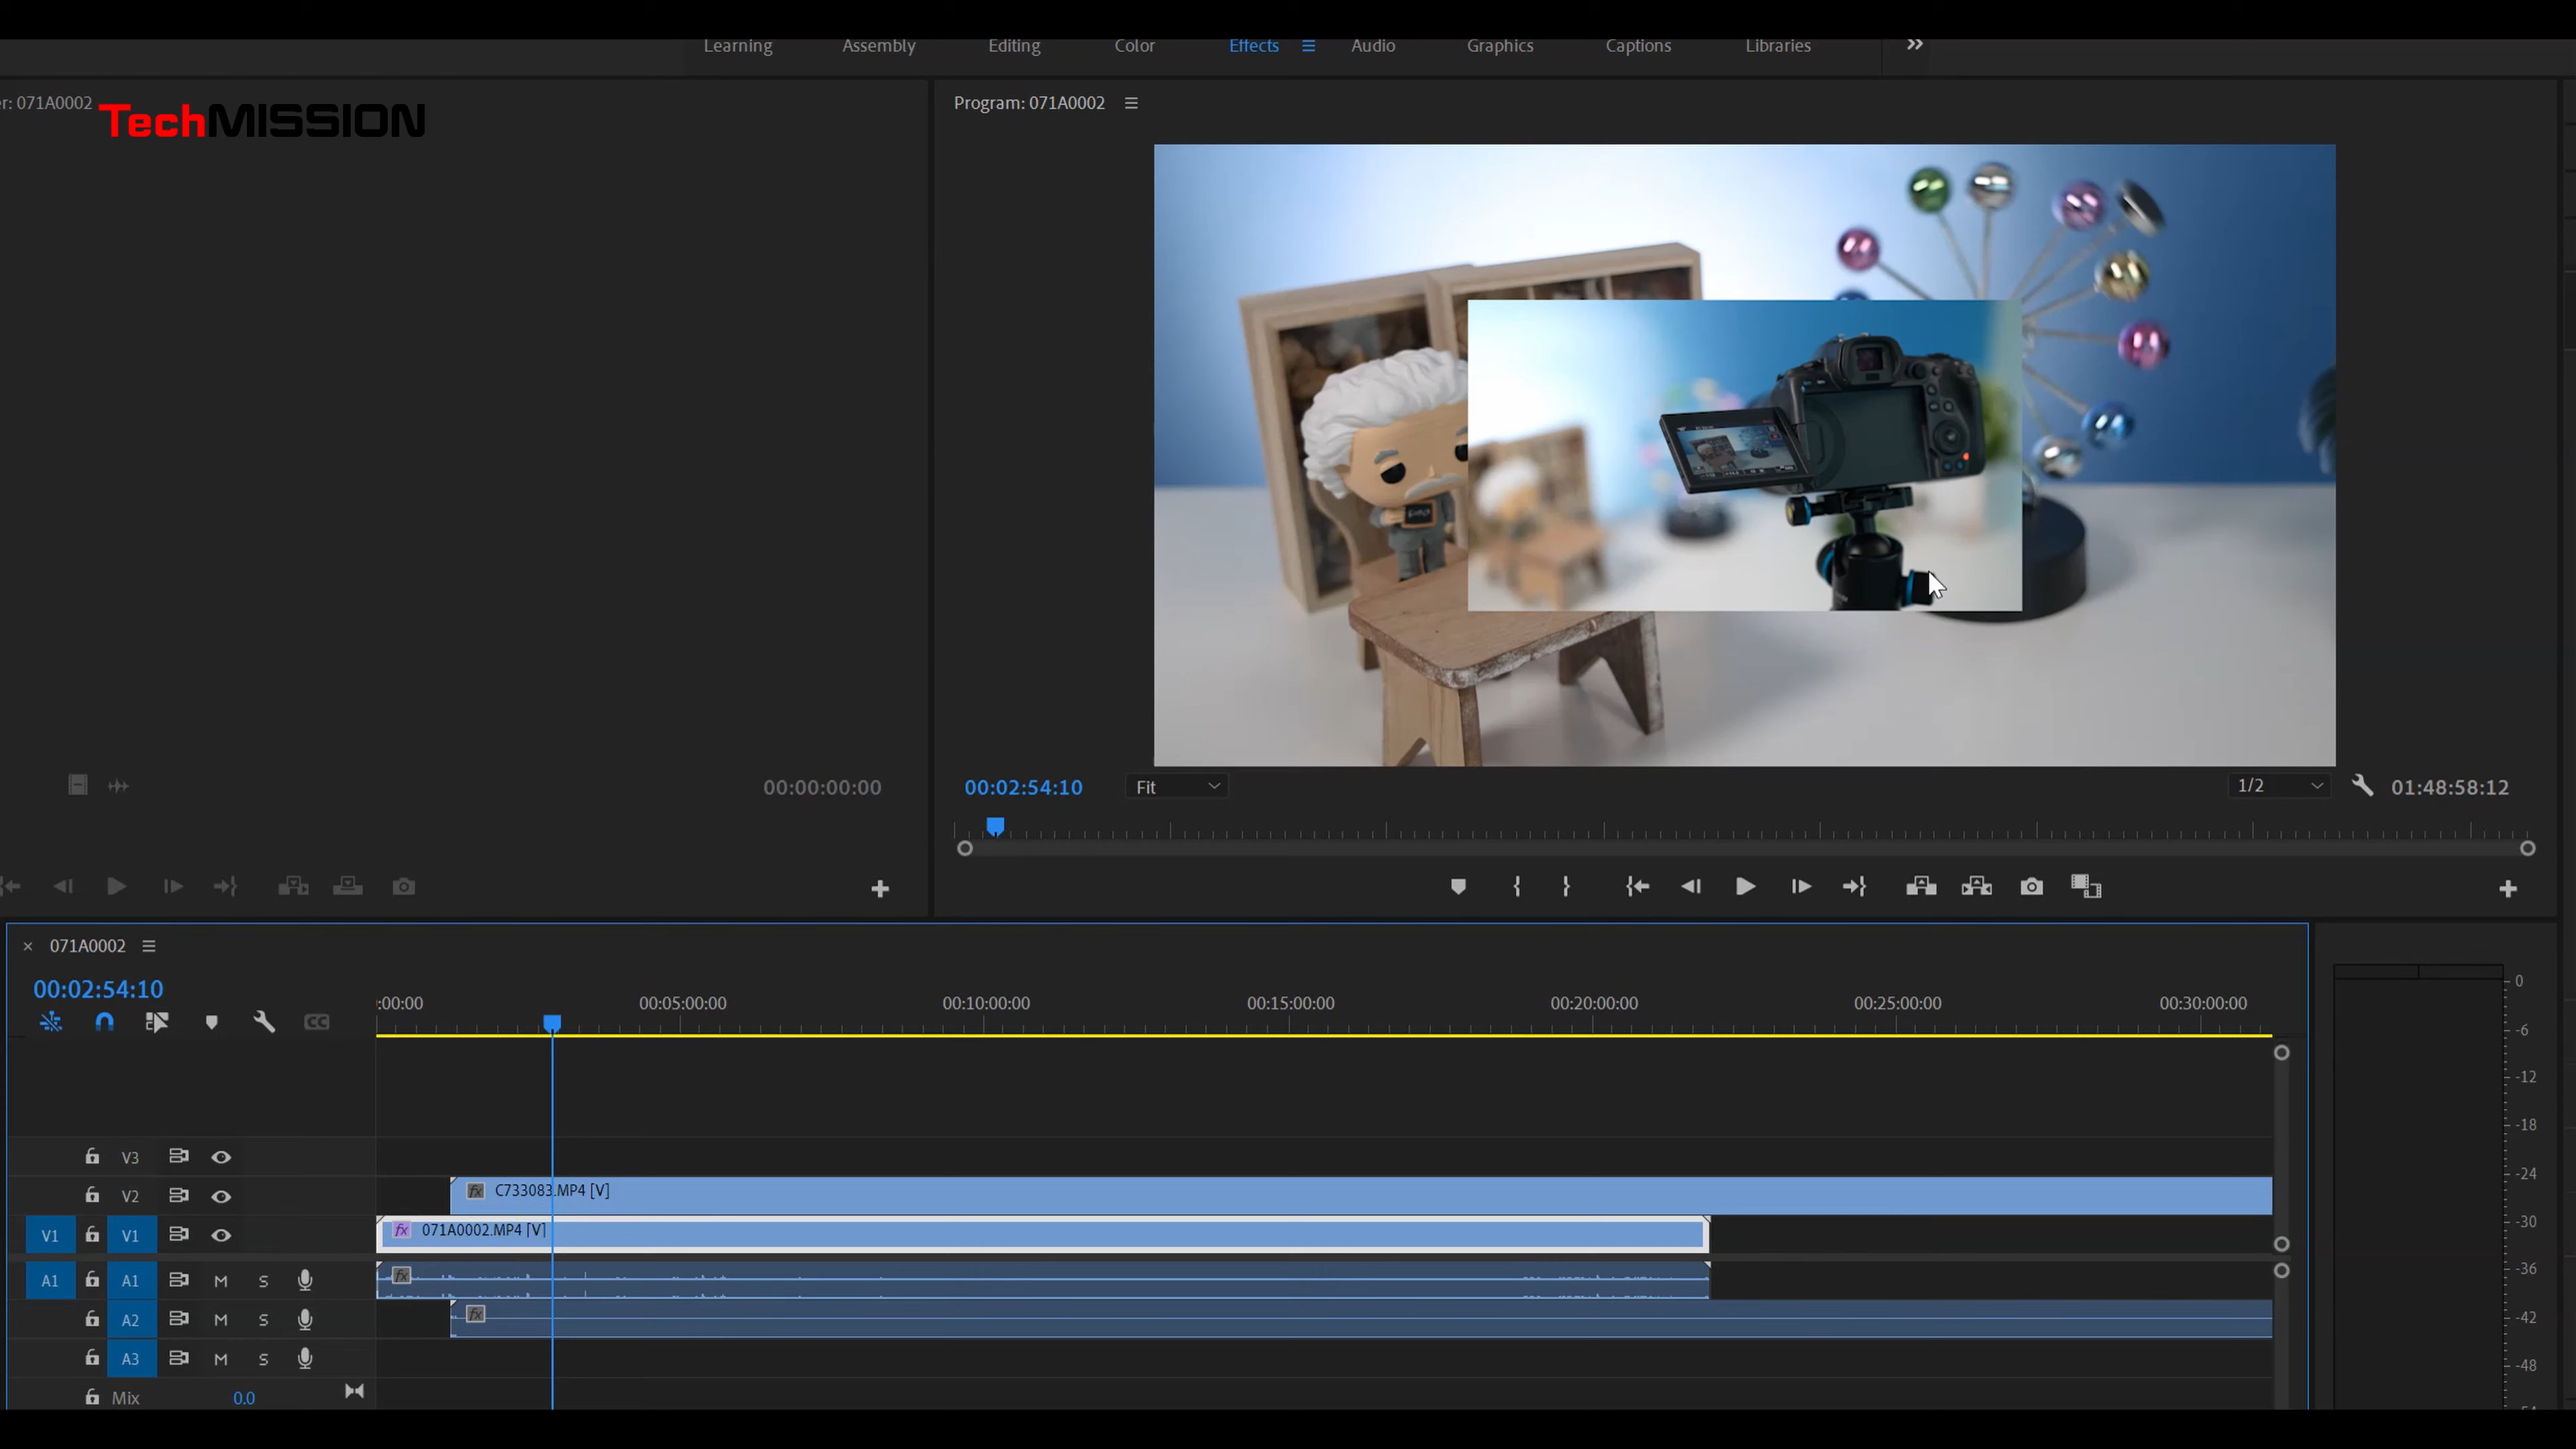 Learning Assembly Editing Color Effects Audio Graphics Captions Libraries
er: 071A0002
TechMISSION
Program: 071A0002
00:00:00:00
00:02:54:10 Fit 1/2 01:48:58:12
071A0002
00:02:54:10
:00:00 00:05:00:00 00:10:00:00 00:15:00:00 00:20:00:00 00:25:00:00 00:30:00:00
CC
V3
V2 C733083.MP4 [V]
V1 V1 071A0002.MP4 [V]
A1 A1 M S
A2 M S
A3 M S
Mix 0.0
0
-6
-12
-18
-24
-30
-36
-42
-48
-54